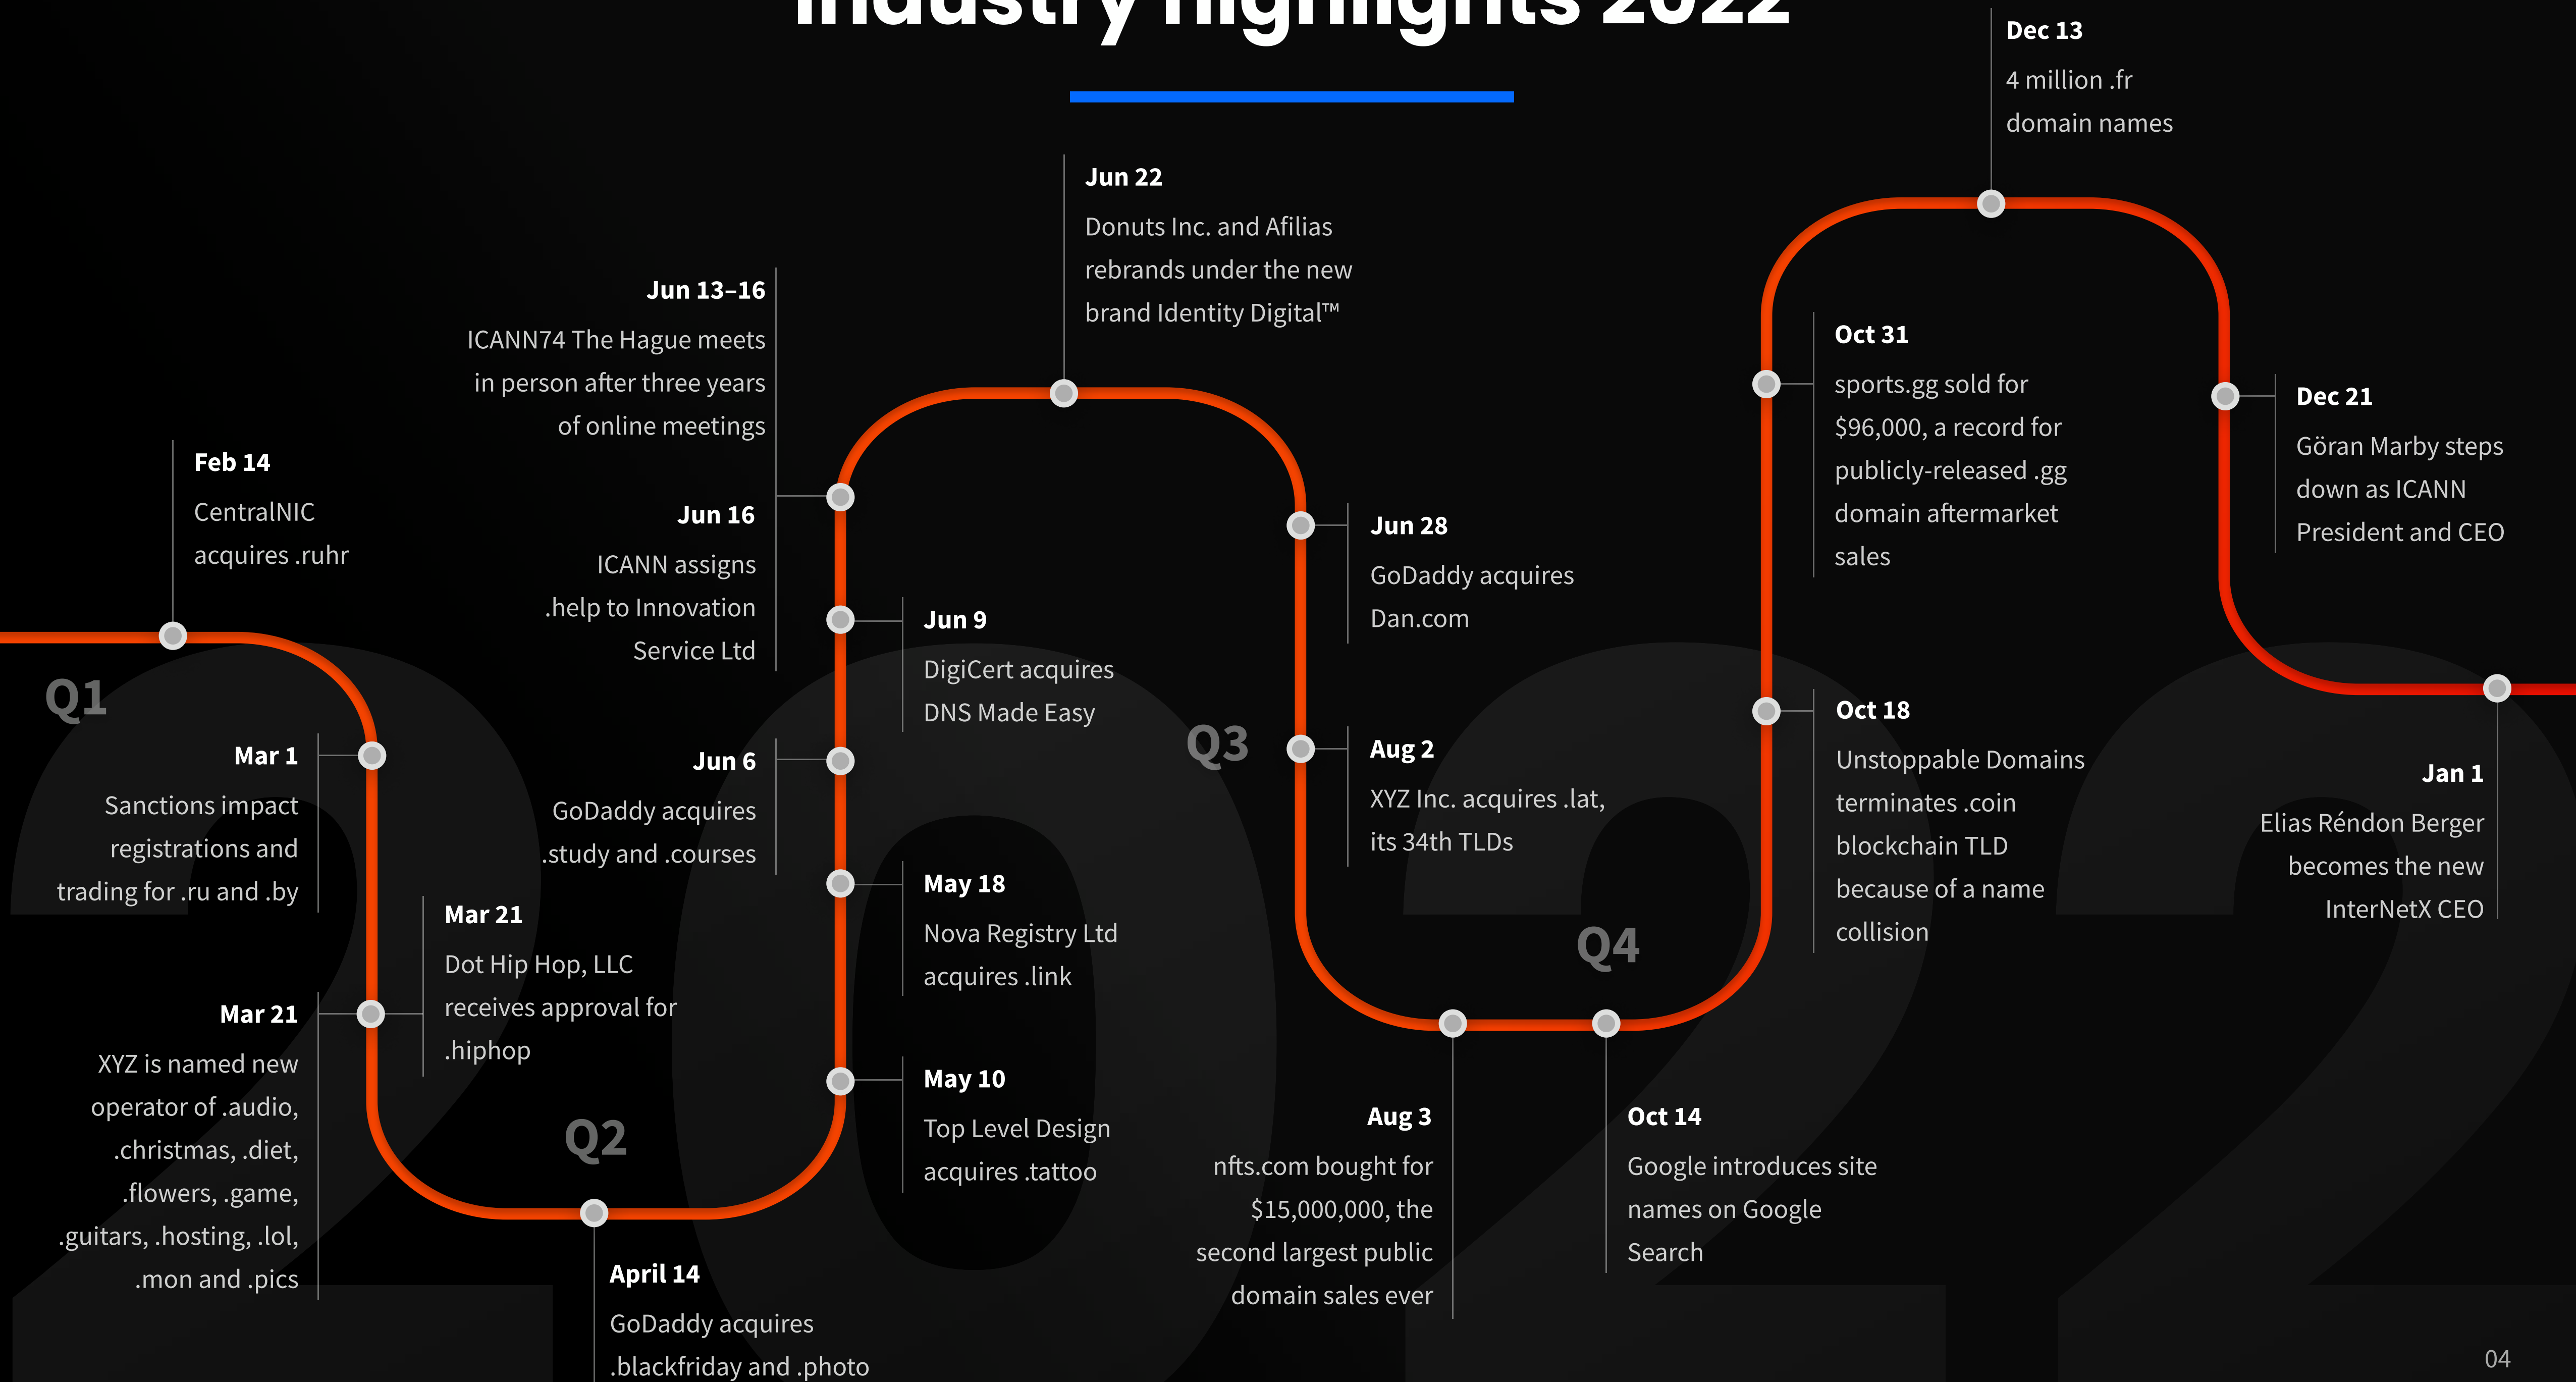 Industry Highlights 2022
Feb 14
CentralNIC
acquires .ruhr
Q1
Mar 1
Sanctions impact
registrations and
trading for .ru and .by
Mar 21
XYZ is named new
operator of .audio,
.christmas, .diet,
.flowers, .game,
.guitars, .hosting, .lol,
.mon and .pics
Mar 21
Dot Hip Hop, LLC
receives approval for
.hiphop
Q2
April 14
GoDaddy acquires
.blackfriday and .photo
May 10
Top Level Design
acquires .tattoo
May 18
Nova Registry Ltd
acquires .link
Jun 6
GoDaddy acquires
.study and .courses
Jun 9
DigiCert acquires
DNS Made Easy
Jun 13–16
ICANN74 The Hague meets
in person after three years
of online meetings
Jun 16
ICANN assigns
.help to Innovation
Service Ltd
Jun 22
Donuts Inc. and Afilias
rebrands under the new
brand Identity Digital™
Jun 28
GoDaddy acquires
Dan.com
Q3
Aug 2
XYZ Inc. acquires .lat,
its 34th TLDs
Aug 3
nfts.com bought for
$15,000,000, the
second largest public
domain sales ever
Q4
Oct 14
Google introduces site
names on Google
Search
Oct 18
Unstoppable Domains
terminates .coin
blockchain TLD
because of a name
collision
Oct 31
sports.gg sold for
$96,000, a record for
publicly-released .gg
domain aftermarket
sales
Dec 13
4 million .fr
domain names
Dec 21
Göran Marby steps
down as ICANN
President and CEO
Jan 1
Elias Réndon Berger
becomes the new
InterNetX CEO
2022
04